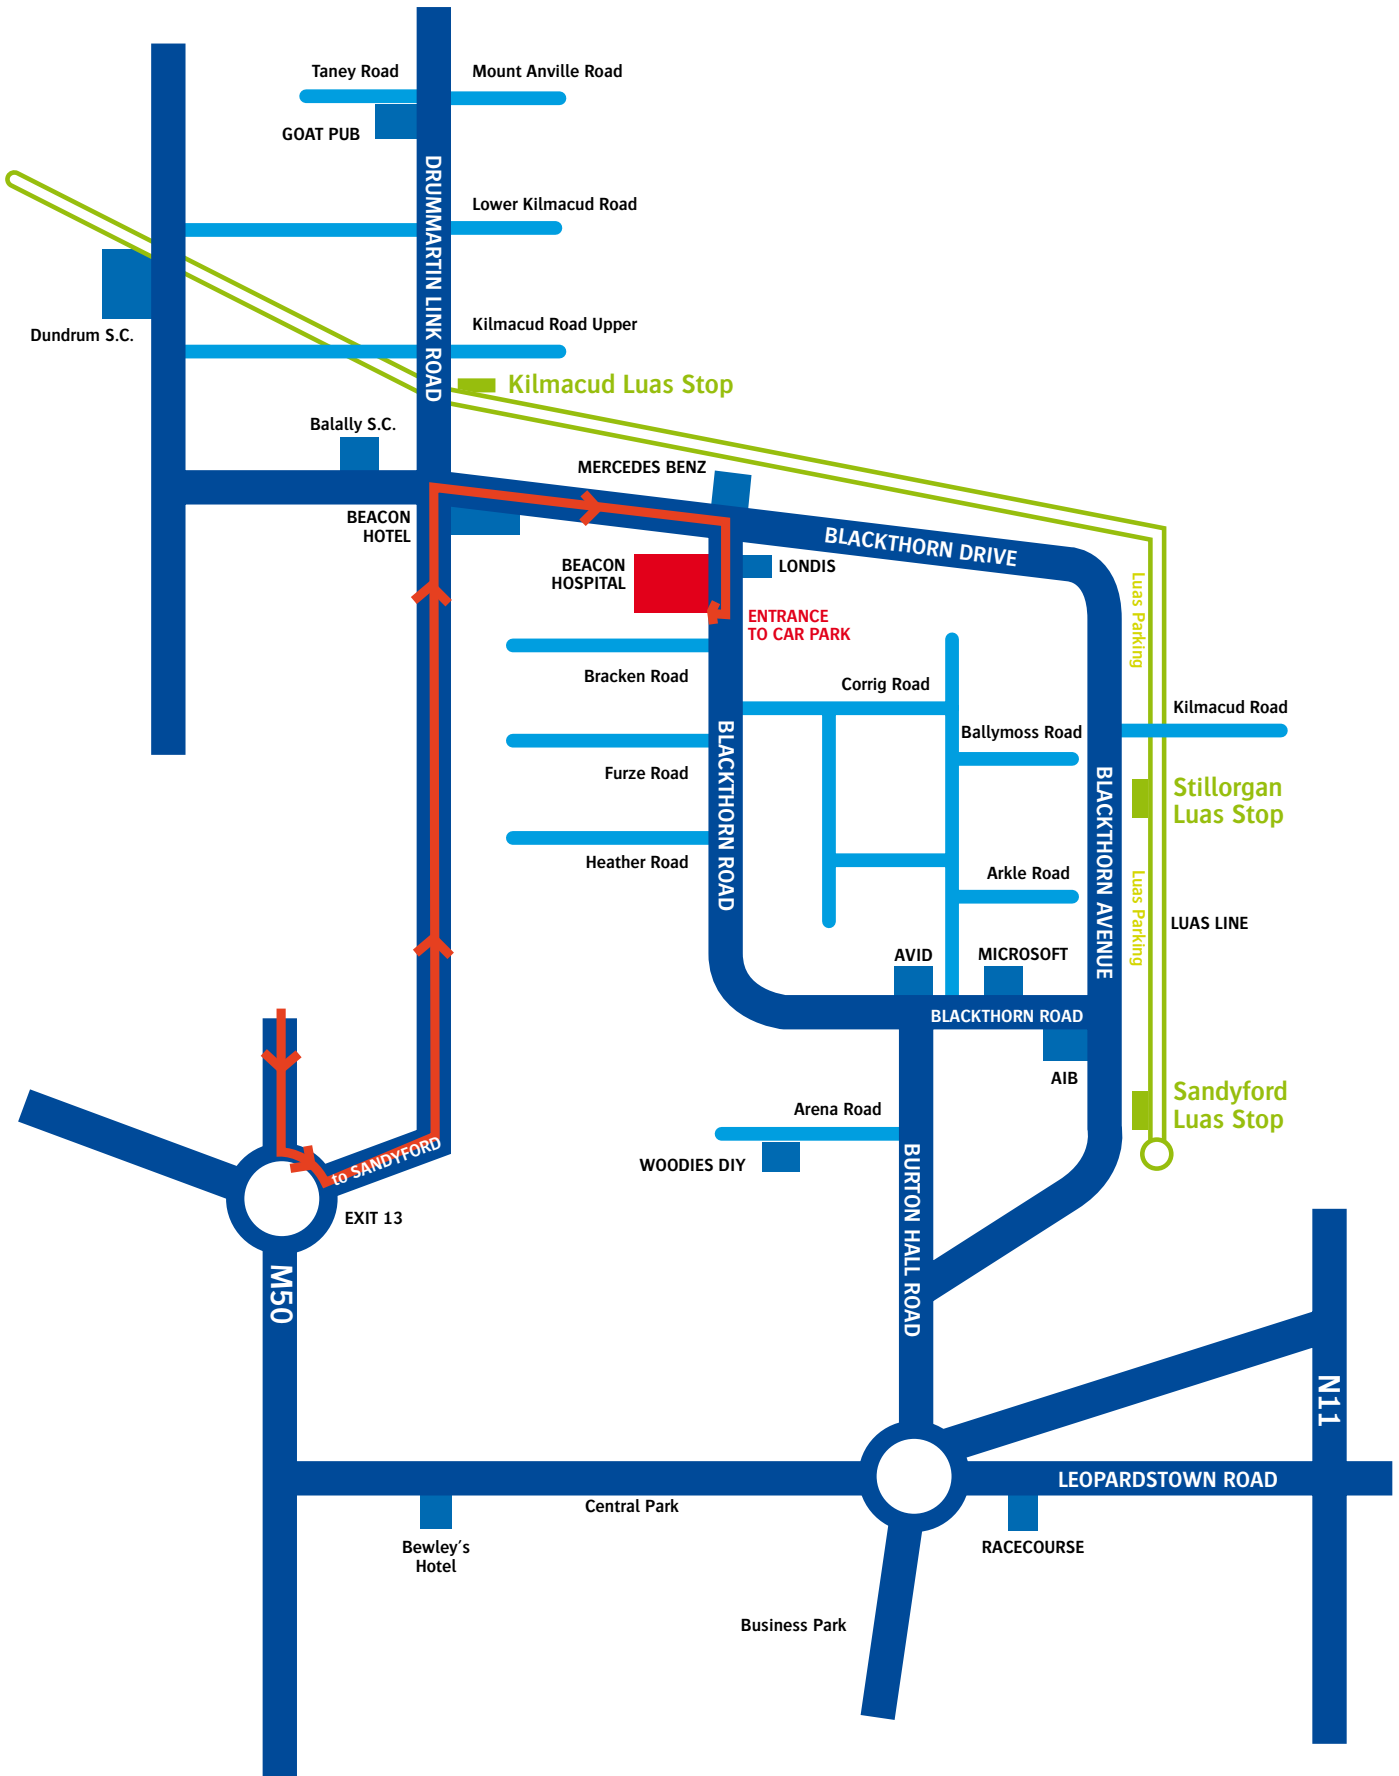 Taney Road
Mount Anville Road
GOAT PUB
DRUMMARTIN LINK ROAD
Lower Kilmacud Road
Kilmacud Road Upper
Dundrum S.C.
Kilmacud Luas Stop
Balally S.C.
MERCEDES BENZ
BEACON
HOTEL
BLACKTHORN DRIVE
BEACON
HOSPITAL
LONDIS
Luas Parking
ENTRANCE
TO CAR PARK
Bracken Road
Corrig Road
Kilmacud Road
Ballymoss Road
BLACKTHORN ROAD
Furze Road
BLACKTHORN AVENUE
Stillorgan
Luas Stop
Heather Road
Arkle Road
Luas Parking
LUAS LINE
AVID
MICROSOFT
BLACKTHORN ROAD
AIB
Sandyford
Luas Stop
Arena Road
to SANDYFORD
WOODIES DIY
BURTON HALL ROAD
EXIT 13
M50
N11
LEOPARDSTOWN ROAD
Central Park
Bewley´s
Hotel
RACECOURSE
Business Park